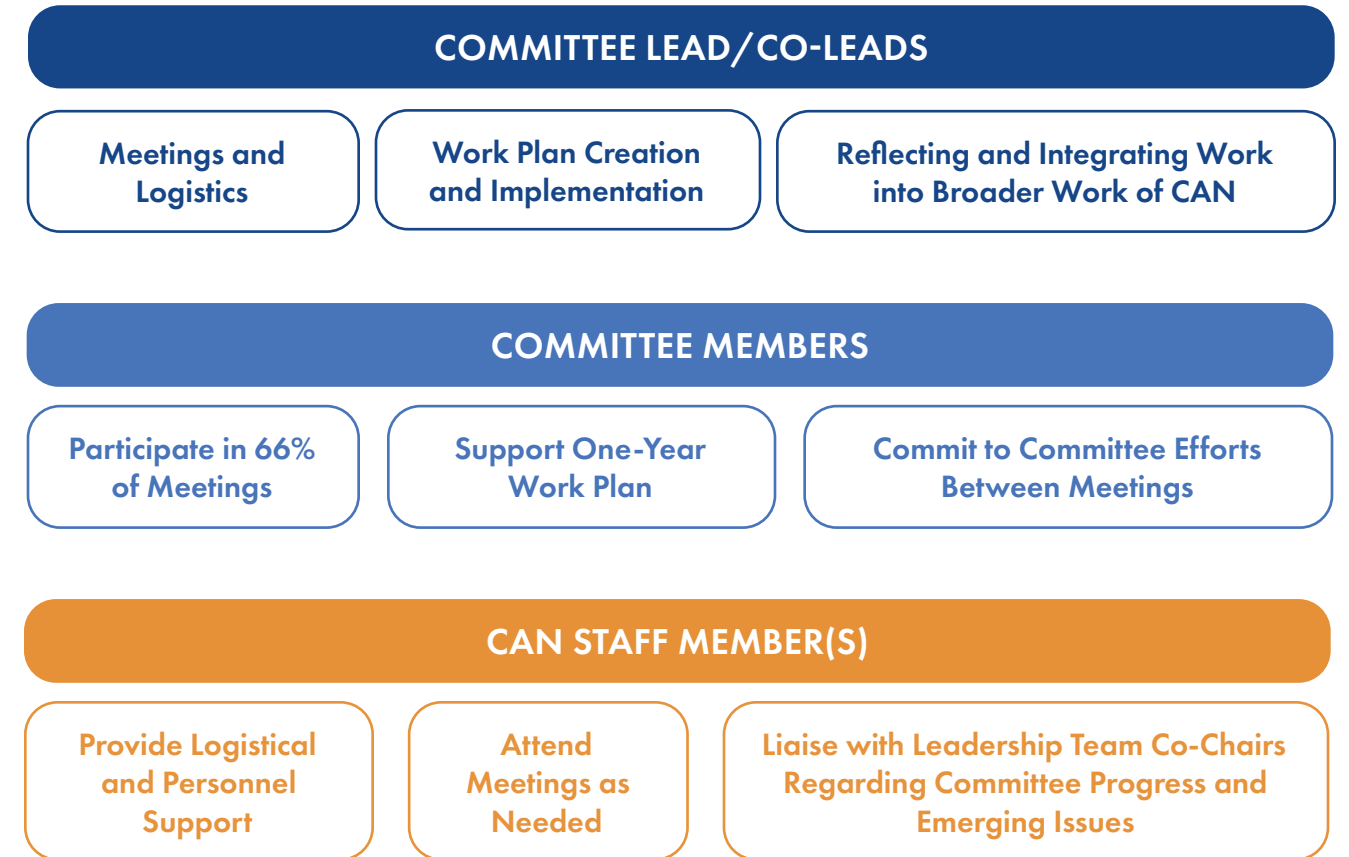 COMMITTEE LEAD/CO-LEADS
Meetings and
Logistics
Work Plan Creation
and Implementation
Reflecting and Integrating Work
into Broader Work of CAN
COMMITTEE MEMBERS
Participate in 66%
of Meetings
Support One-Year
Work Plan
Commit to Committee Efforts
Between Meetings
CAN STAFF MEMBER(S)
Provide Logistical
and Personnel
Support
Attend
Meetings as
Needed
Liaise with Leadership Team Co-Chairs
Regarding Committee Progress and
Emerging Issues